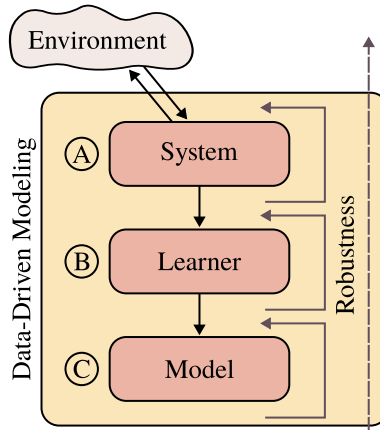 Environment
Data-Driven Modeling
A
System
B
Learner
C
Model
Robustness